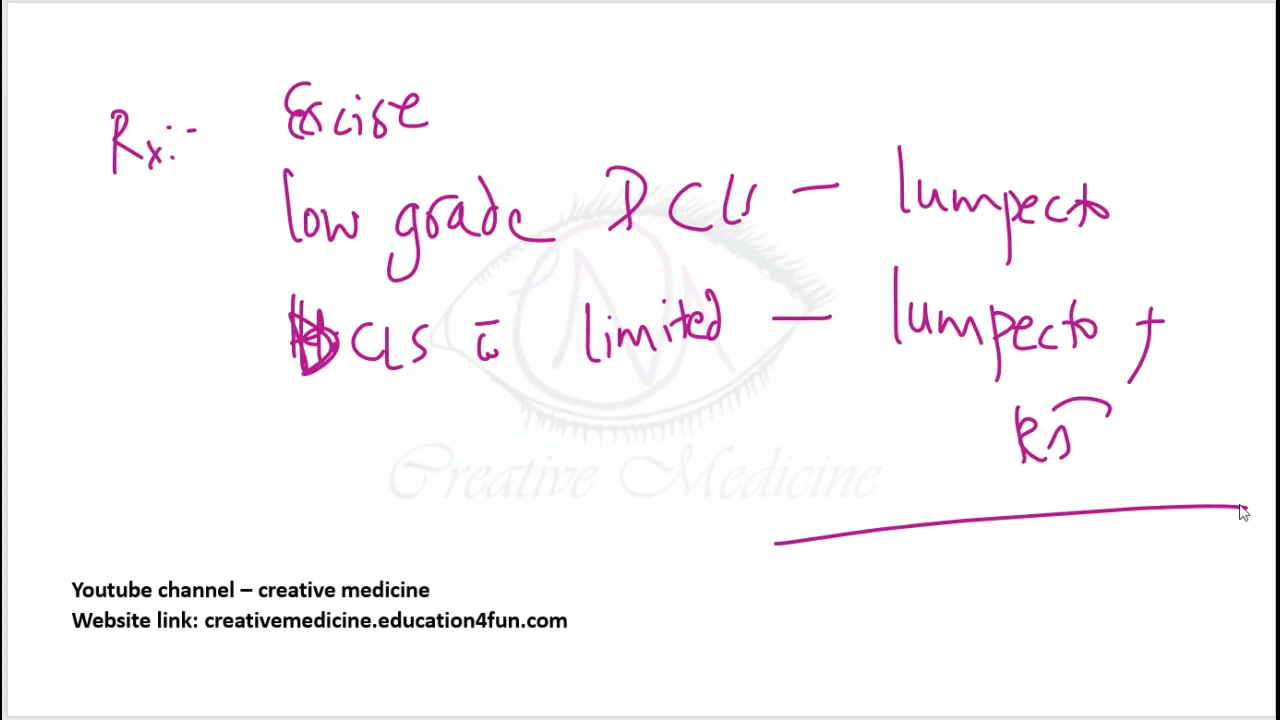 Rx:- Excise
low grade DCIS - lumpecto
DCIS c̄ limited - lumpecto +
Creative Medicine
Youtube channel – creative medicine
Website link: creativemedicine.education4fun.com